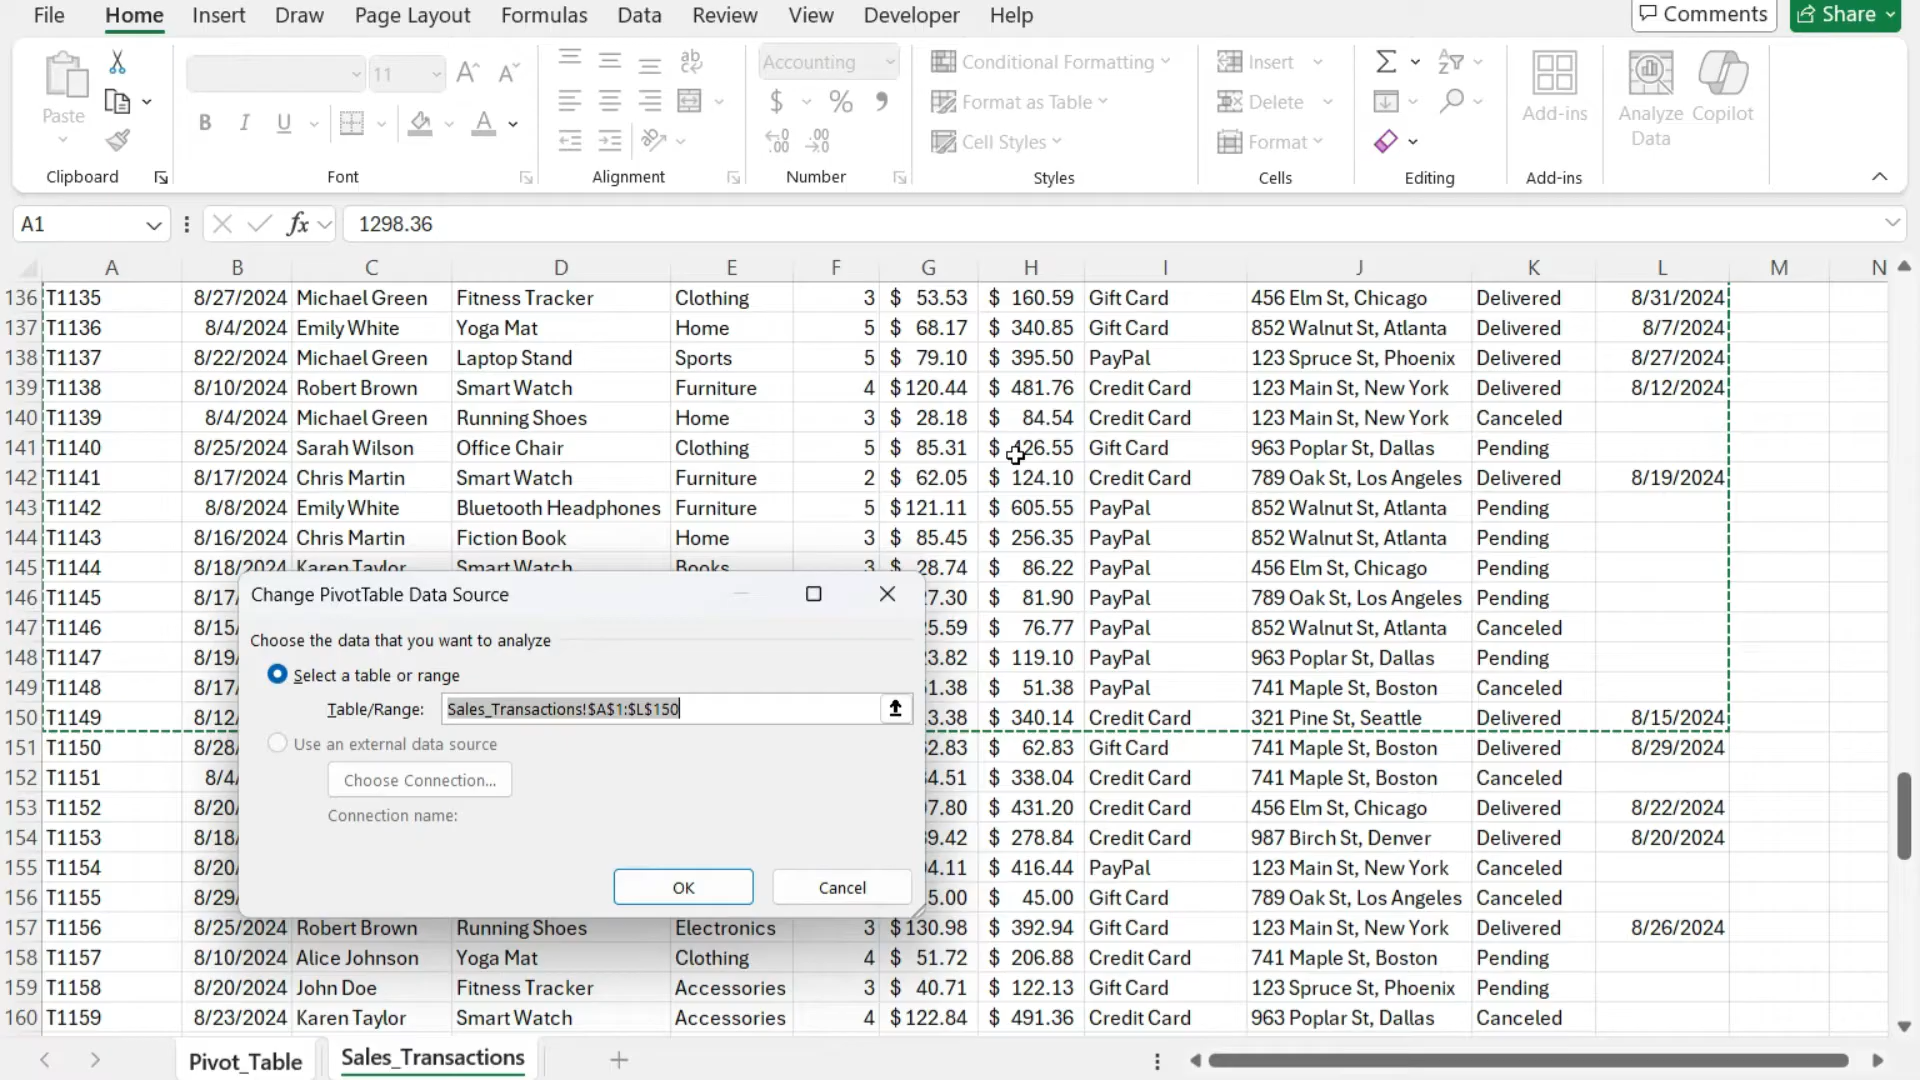 File Home Insert Draw Page Layout Formulas Data Review View Developer Help Comments Share
11 Accounting Conditional Formatting Insert
Paste B I U $ % 9 Format as Table Delete Add-ins Analyze Data Copilot
Cell Styles Format
Clipboard Font Alignment Number Styles Cells Editing Add-ins
A1 fx 1298.36
A B C D E F G H I J K L M N
136 T1135 8/27/2024 Michael Green Fitness Tracker Clothing 3 $ 53.53 $ 160.59 Gift Card 456 Elm St, Chicago Delivered 8/31/2024
137 T1136 8/4/2024 Emily White Yoga Mat Home 5 $ 68.17 $ 340.85 Gift Card 852 Walnut St, Atlanta Delivered 8/7/2024
138 T1137 8/22/2024 Michael Green Laptop Stand Sports 5 $ 79.10 $ 395.50 PayPal 123 Spruce St, Phoenix Delivered 8/27/2024
139 T1138 8/10/2024 Robert Brown Smart Watch Furniture 4 $ 120.44 $ 481.76 Credit Card 123 Main St, New York Delivered 8/12/2024
140 T1139 8/4/2024 Michael Green Running Shoes Home 3 $ 28.18 $ 84.54 Credit Card 123 Main St, New York Canceled
141 T1140 8/25/2024 Sarah Wilson Office Chair Clothing 5 $ 85.31 $ 426.55 Gift Card 963 Poplar St, Dallas Pending
142 T1141 8/17/2024 Chris Martin Smart Watch Furniture 2 $ 62.05 $ 124.10 Credit Card 789 Oak St, Los Angeles Delivered 8/19/2024
143 T1142 8/8/2024 Emily White Bluetooth Headphones Furniture 5 $ 121.11 $ 605.55 PayPal 852 Walnut St, Atlanta Pending
144 T1143 8/16/2024 Chris Martin Fiction Book Home 3 $ 85.45 $ 256.35 PayPal 852 Walnut St, Atlanta Pending
145 T1144 8/18/2024 Karen Taylor Smart Watch Books 3 $ 28.74 $ 86.22 PayPal 456 Elm St, Chicago Pending
146 T1145 8/17/ 7.30 $ 81.90 PayPal 789 Oak St, Los Angeles Pending
147 T1146 8/15/ 5.59 $ 76.77 PayPal 852 Walnut St, Atlanta Canceled
148 T1147 8/19/ 3.82 $ 119.10 PayPal 963 Poplar St, Dallas Pending
149 T1148 8/17/ 1.38 $ 51.38 PayPal 741 Maple St, Boston Canceled
150 T1149 8/12/ 3.38 $ 340.14 Credit Card 321 Pine St, Seattle Delivered 8/15/2024
151 T1150 8/28/ 2.83 $ 62.83 Gift Card 741 Maple St, Boston Delivered 8/29/2024
152 T1151 8/4/ 4.51 $ 338.04 Credit Card 741 Maple St, Boston Canceled
153 T1152 8/20/ 7.80 $ 431.20 Credit Card 456 Elm St, Chicago Delivered 8/22/2024
154 T1153 8/18/ 9.42 $ 278.84 Credit Card 987 Birch St, Denver Delivered 8/20/2024
155 T1154 8/20/ 4.11 $ 416.44 PayPal 123 Main St, New York Canceled
156 T1155 8/29/ 5.00 $ 45.00 Gift Card 789 Oak St, Los Angeles Canceled
157 T1156 8/25/2024 Robert Brown Running Shoes Electronics 3 $ 130.98 $ 392.94 Gift Card 123 Main St, New York Delivered 8/26/2024
158 T1157 8/10/2024 Alice Johnson Yoga Mat Clothing 4 $ 51.72 $ 206.88 Credit Card 741 Maple St, Boston Pending
159 T1158 8/20/2024 John Doe Fitness Tracker Accessories 3 $ 40.71 $ 122.13 Gift Card 123 Spruce St, Phoenix Pending
160 T1159 8/23/2024 Karen Taylor Smart Watch Accessories 4 $ 122.84 $ 491.36 Credit Card 963 Poplar St, Dallas Canceled
Change PivotTable Data Source
Choose the data that you want to analyze
Select a table or range
Table/Range: Sales_Transactions!$A$1:$L$150
Use an external data source
Choose Connection...
Connection name:
OK Cancel
Pivot_Table Sales_Transactions